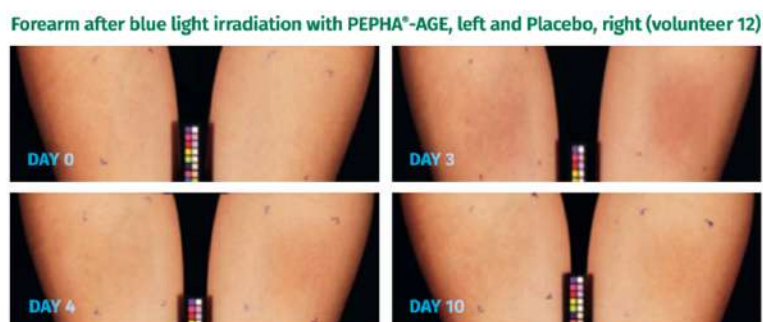 Forearm after blue light irradiation with PEPHA®-AGE, left and Placebo, right (volunteer 12)
DAY 0
DAY 3
DAY 4
DAY 10